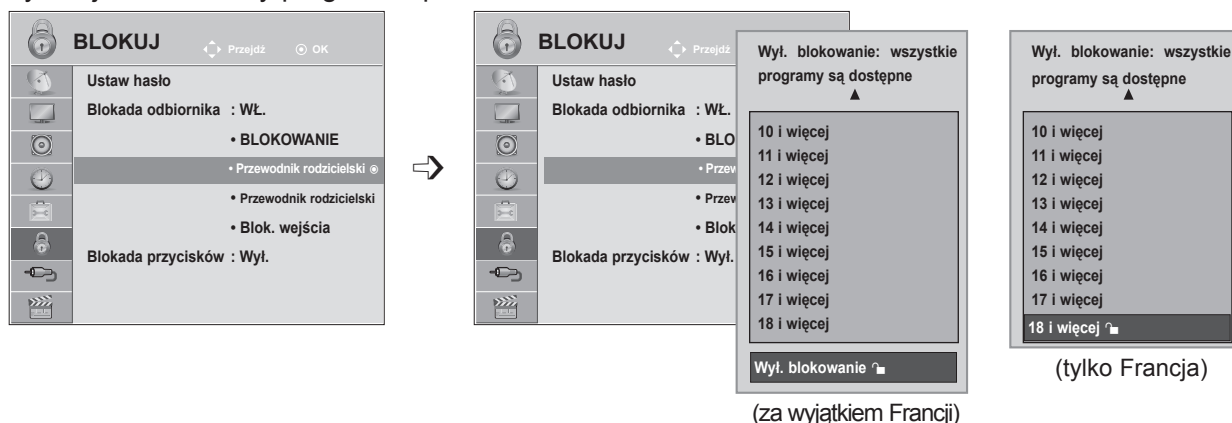 BLOKUJ
Przejdź
OK
Ustaw hasło
Blokada odbiornika : WŁ.
• BLOKOWANIE
• Przewodnik rodzicielski
• Przewodnik rodzicielski
• Blok. wejścia
Blokada przycisków : Wył.
BLOKUJ
Przejdź
Ustaw hasło
Blokada odbiornika : WŁ.
• BLO
• Przew
• Przew
• Blok
Blokada przycisków : Wył.
Wył. blokowanie: wszystkie
programy są dostępne
10 i więcej
11 i więcej
12 i więcej
13 i więcej
14 i więcej
15 i więcej
16 i więcej
17 i więcej
18 i więcej
Wył. blokowanie
(za wyjątkiem Francji)
Wył. blokowanie: wszystkie
programy są dostępne
10 i więcej
11 i więcej
12 i więcej
13 i więcej
14 i więcej
15 i więcej
16 i więcej
17 i więcej
18 i więcej
(tylko Francja)